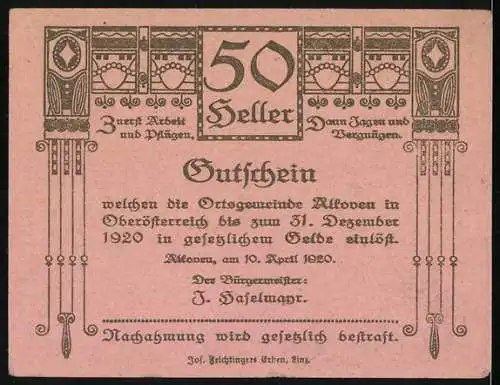 50
Heller
Zuerst Arbeit
und Pflügen,
Dann Jagen und
Vergnügen.
Gutschein
welchen die Ortsgemeinde Alkoven in
Oberösterreich bis zum 31. Dezember
1920 in gesetzlichem Gelde einlöst.
Alkoven, am 10. April 1920.
Der Bürgermeister:
J. Haselmayr.
Nachahmung wird gesetzlich bestraft.
Jos. Feichtingers Erben, Linz.